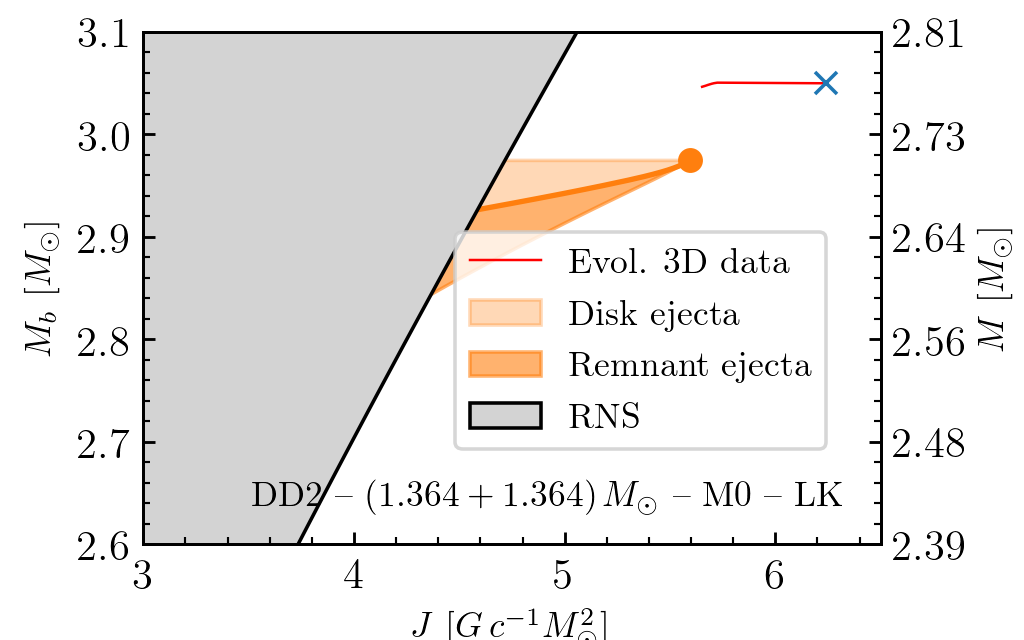 3.1
3.0
2.9
2.8
2.7
2.6
M_b [M_⊙]
2.81
2.73
2.64
2.56
2.48
2.39
M [M_⊙]
Evol. 3D data
Disk ejecta
Remnant ejecta
RNS
DD2 – (1.364 + 1.364) M_⊙ – M0 – LK
3 4 5 6
J [G c^{-1} M_⊙^2]